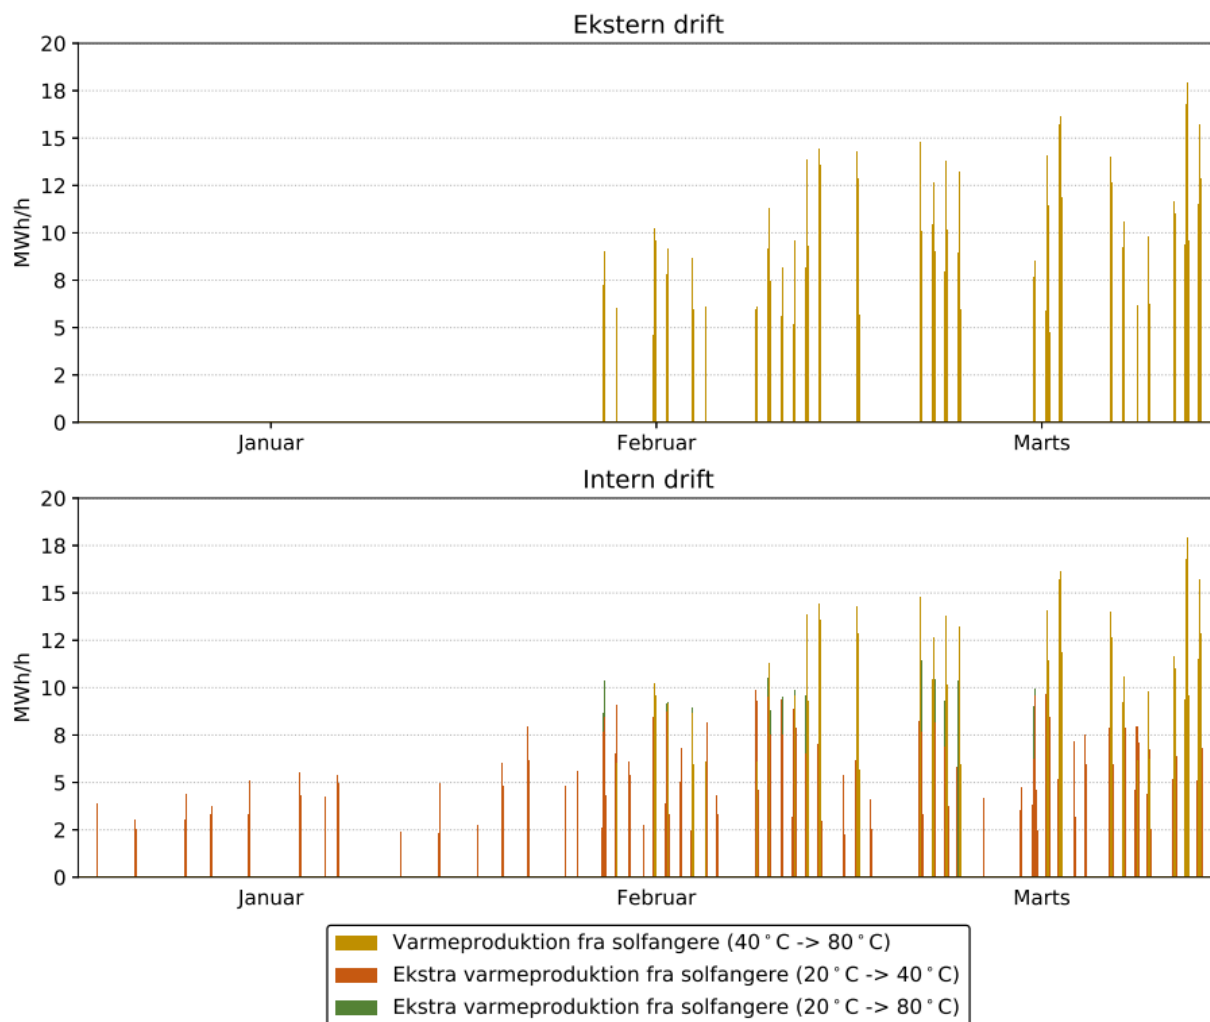 Ekstern drift
20
18
15
12
10
8
5
2
0
MWh/h
Januar Februar Marts
Intern drift
20
18
15
12
10
8
5
2
0
MWh/h
Januar Februar Marts
Varmeproduktion fra solfangere (40°C -> 80°C)
Ekstra varmeproduktion fra solfangere (20°C -> 40°C)
Ekstra varmeproduktion fra solfangere (20°C -> 80°C)